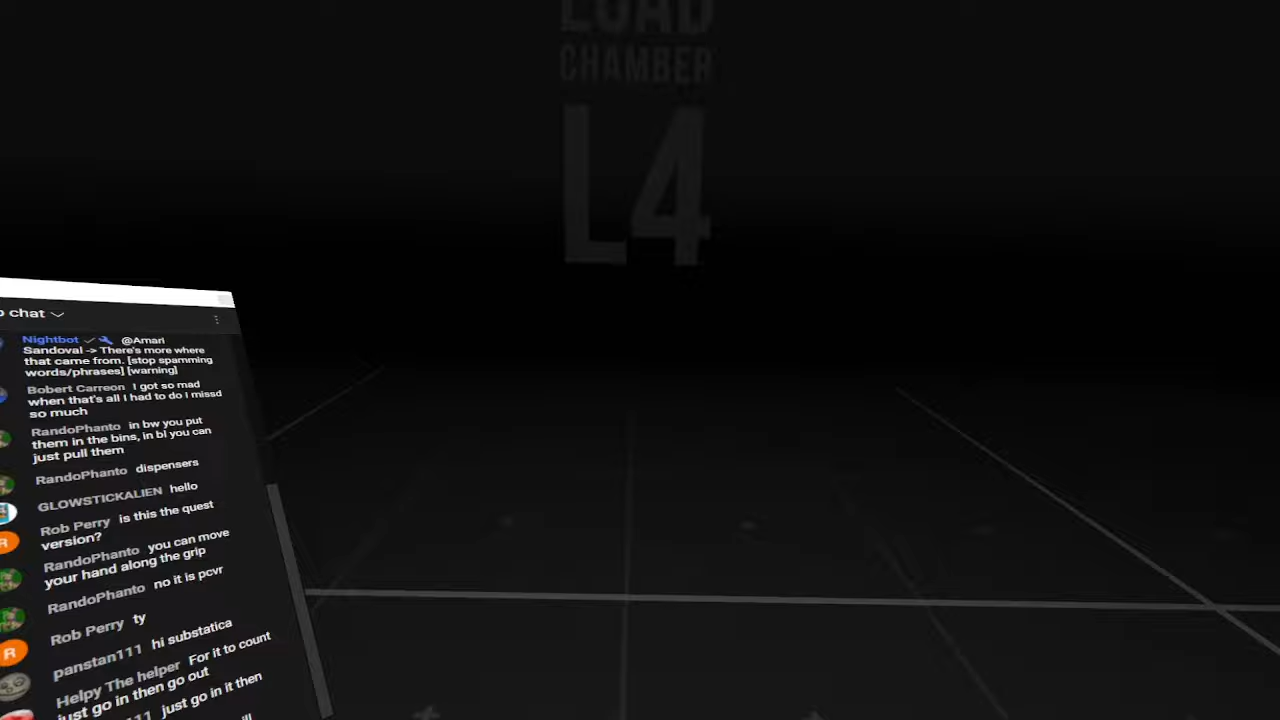 LOAD
CHAMBER
L4
chat
Nightbot @Amari
Sandoval -> There's more where
that came from. [stop spamming
words/phrases] [warning]
Bobert Carreon I got so mad
when that's all I had to do I missd
so much
RandoPhanto in bw you put
them in the bins, in bl you can
just pull them
RandoPhanto dispensers
GLOWSTICKALIEN hello
Rob Perry is this the quest
version?
RandoPhanto you can move
your hand along the grip
RandoPhanto no it is pcvr
Rob Perry ty
panstan111 hi substatica
Helpy The helper For it to count
just go in then go out
111 just go in it then